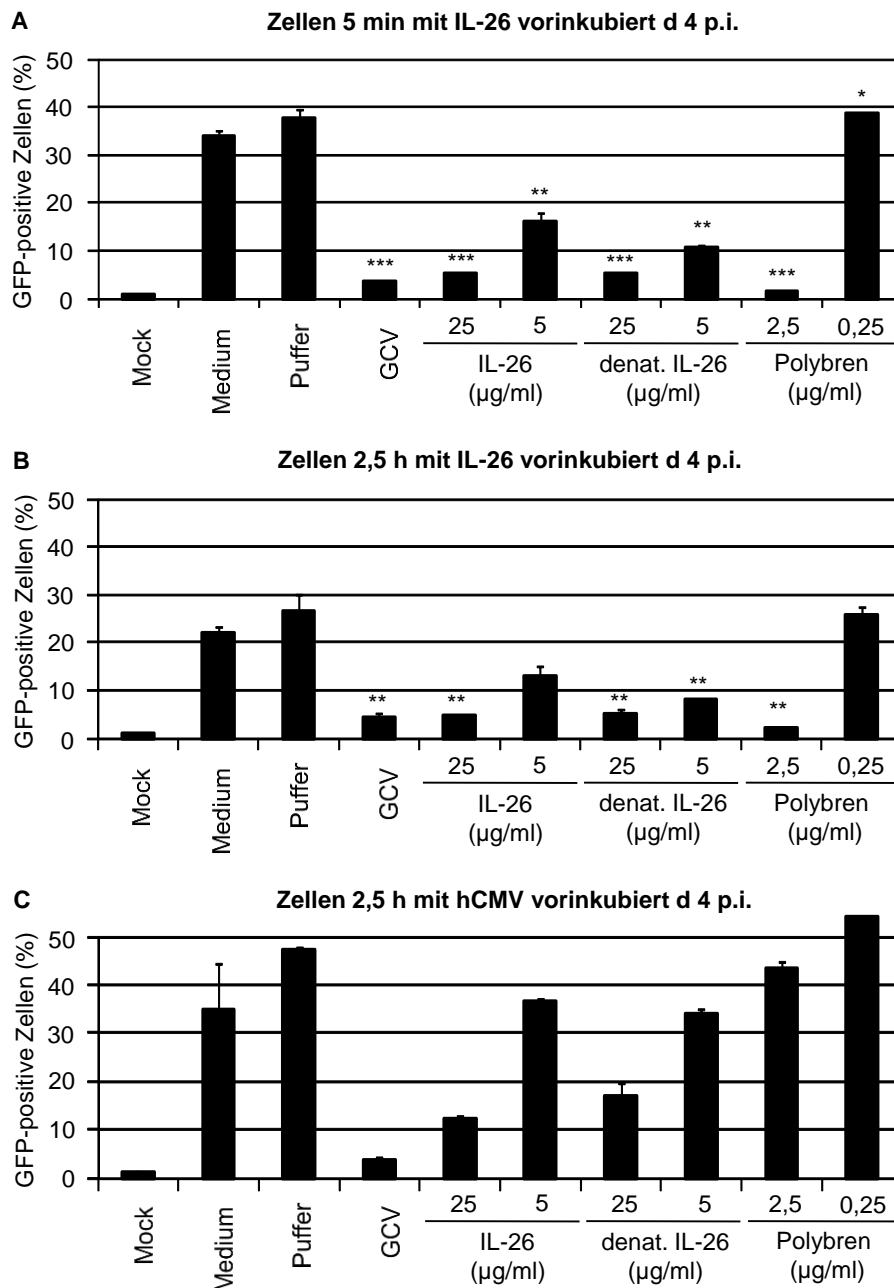 A
Zellen 5 min mit IL-26 vorinkubiert d 4 p.i.
GFP-positive Zellen (%)
50
40
30
20
10
0
*** *** ** *** ** *** *
Mock
Medium
Puffer
GCV
25 5 25 5 2,5 0,25
IL-26 denat. IL-26 Polybren
(µg/ml) (µg/ml) (µg/ml)
B
Zellen 2,5 h mit IL-26 vorinkubiert d 4 p.i.
GFP-positive Zellen (%)
50
40
30
20
10
0
** ** ** ** **
Mock
Medium
Puffer
GCV
25 5 25 5 2,5 0,25
IL-26 denat. IL-26 Polybren
(µg/ml) (µg/ml) (µg/ml)
C
Zellen 2,5 h mit hCMV vorinkubiert d 4 p.i.
GFP-positive Zellen (%)
50
40
30
20
10
0
Mock
Medium
Puffer
GCV
25 5 25 5 2,5 0,25
IL-26 denat. IL-26 Polybren
(µg/ml) (µg/ml) (µg/ml)